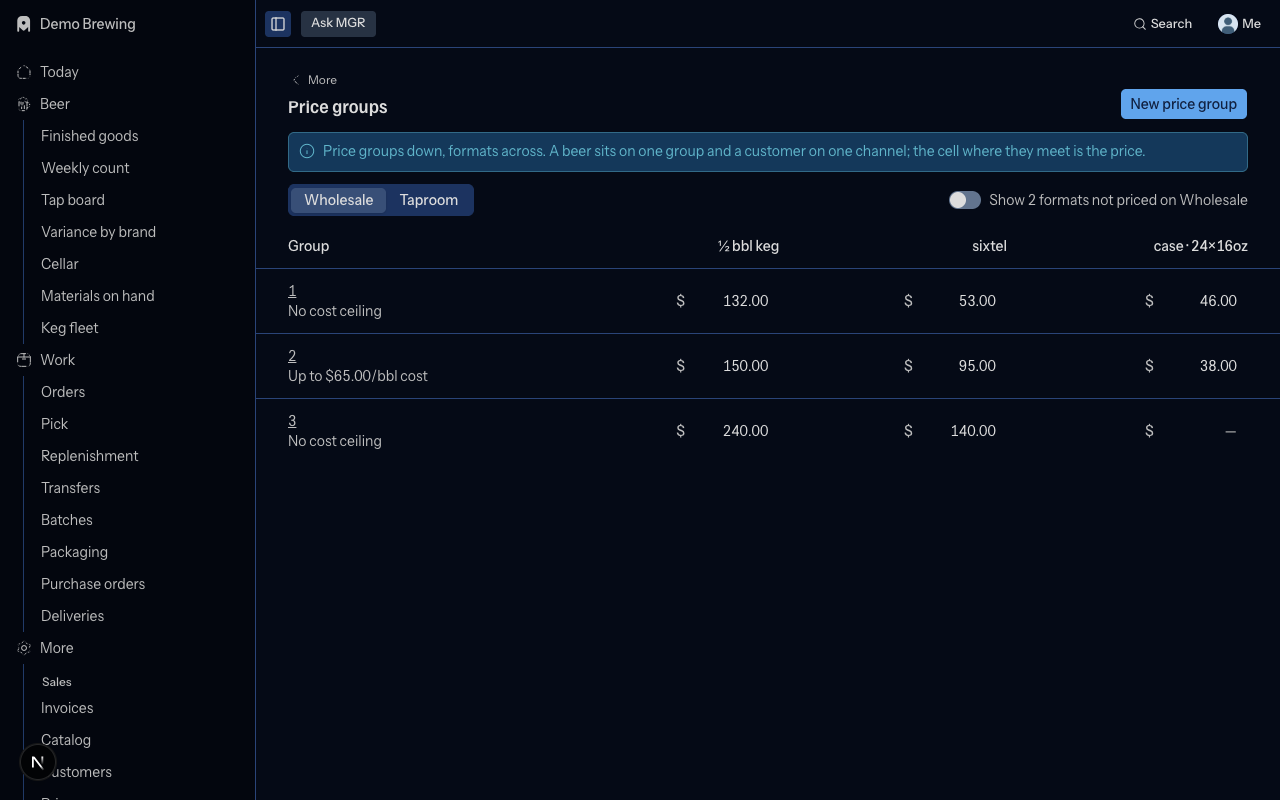 Demo Brewing
Ask MGR
Search
Me
Today
Beer
Finished goods
Weekly count
Tap board
Variance by brand
Cellar
Materials on hand
Keg fleet
Work
Orders
Pick
Replenishment
Transfers
Batches
Packaging
Purchase orders
Deliveries
More
Sales
Invoices
Catalog
ustomers
N
More
Price groups
New price group
Price groups down, formats across. A beer sits on one group and a customer on one channel; the cell where they meet is the price.
Wholesale Taproom
Show 2 formats not priced on Wholesale
Group ½ bbl keg sixtel case · 24×16oz
1
No cost ceiling
$ 132.00 $ 53.00 $ 46.00
2
Up to $65.00/bbl cost
$ 150.00 $ 95.00 $ 38.00
3
No cost ceiling
$ 240.00 $ 140.00 $ —